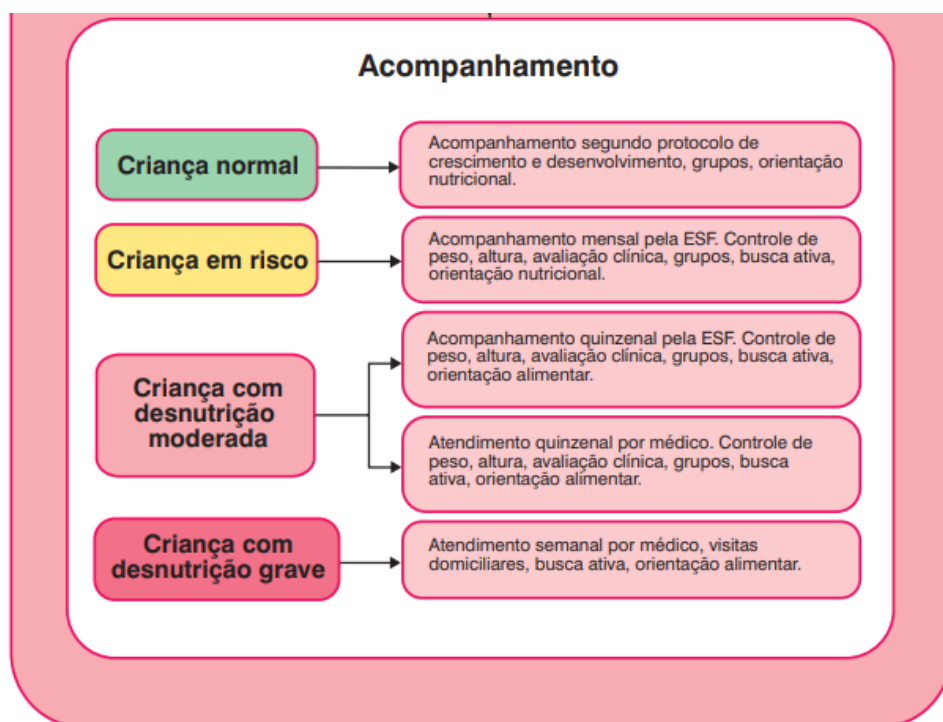 Acompanhamento
Criança normal
Acompanhamento segundo protocolo de
crescimento e desenvolvimento, grupos, orientação
nutricional.
Criança em risco
Acompanhamento mensal pela ESF. Controle de
peso, altura, avaliação clínica, grupos, busca ativa,
orientação nutricional.
Criança com
desnutrição
moderada
Acompanhamento quinzenal pela ESF. Controle de
peso, altura, avaliação clínica, grupos, busca ativa,
orientação alimentar.
Atendimento quinzenal por médico. Controle de
peso, altura, avaliação clínica, grupos, busca
ativa, orientação alimentar.
Criança com
desnutrição grave
Atendimento semanal por médico, visitas
domiciliares, busca ativa, orientação alimentar.